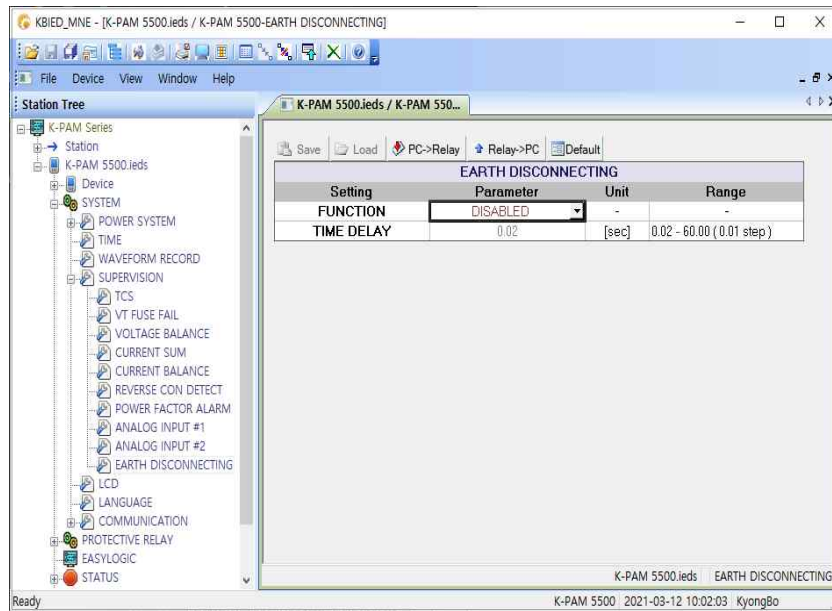 KBIED_MNE - [K-PAM 5500.ieds / K-PAM 5500-EARTH DISCONNECTING]
File Device View Window Help
Station Tree
K-PAM Series
Station
K-PAM 5500.ieds
Device
SYSTEM
POWER SYSTEM
TIME
WAVEFORM RECORD
SUPERVISION
TCS
VT FUSE FAIL
VOLTAGE BALANCE
CURRENT SUM
CURRENT BALANCE
REVERSE CON DETECT
POWER FACTOR ALARM
ANALOG INPUT #1
ANALOG INPUT #2
EARTH DISCONNECTING
LCD
LANGUAGE
COMMUNICATION
PROTECTIVE RELAY
EASYLOGIC
STATUS
K-PAM 5500.ieds / K-PAM 550...
Save Load PC->Relay Relay->PC Default
EARTH DISCONNECTING
Setting Parameter Unit Range
FUNCTION DISABLED - -
TIME DELAY 0.02 [sec] 0.02 - 60.00 ( 0.01 step )
K-PAM 5500.ieds EARTH DISCONNECTING
Ready K-PAM 5500 2021-03-12 10:02:03 KyongBo